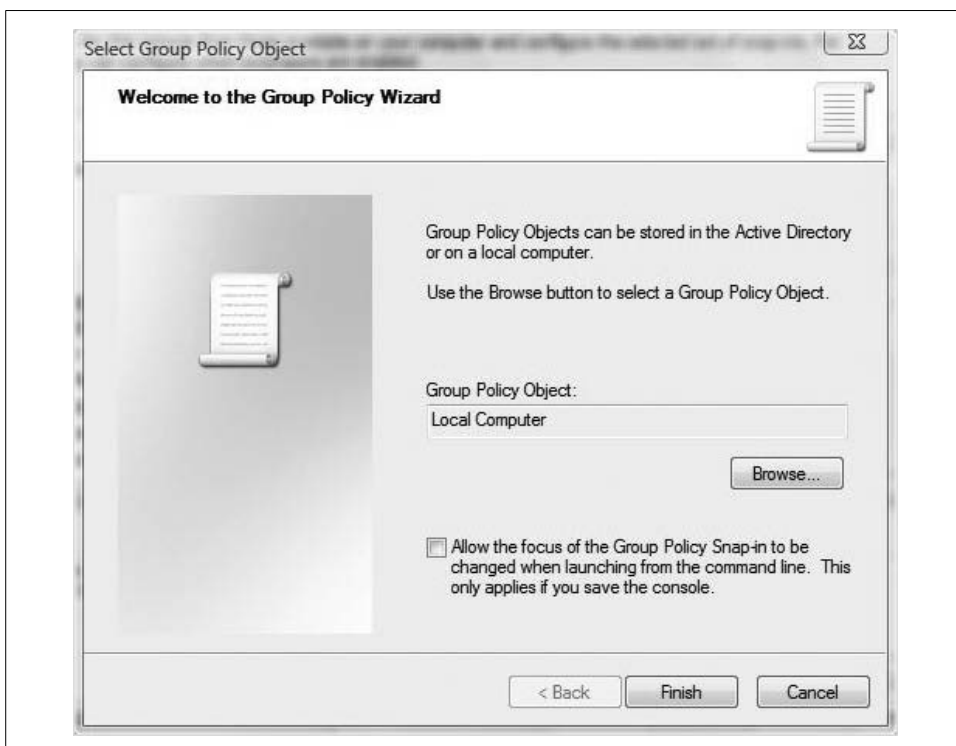 Select Group Policy Object
Welcome to the Group Policy Wizard
Group Policy Objects can be stored in the Active Directory
or on a local computer.
Use the Browse button to select a Group Policy Object.
Group Policy Object:
Local Computer
Browse...
Allow the focus of the Group Policy Snap-in to be
changed when launching from the command line. This
only applies if you save the console.
< Back
Finish
Cancel